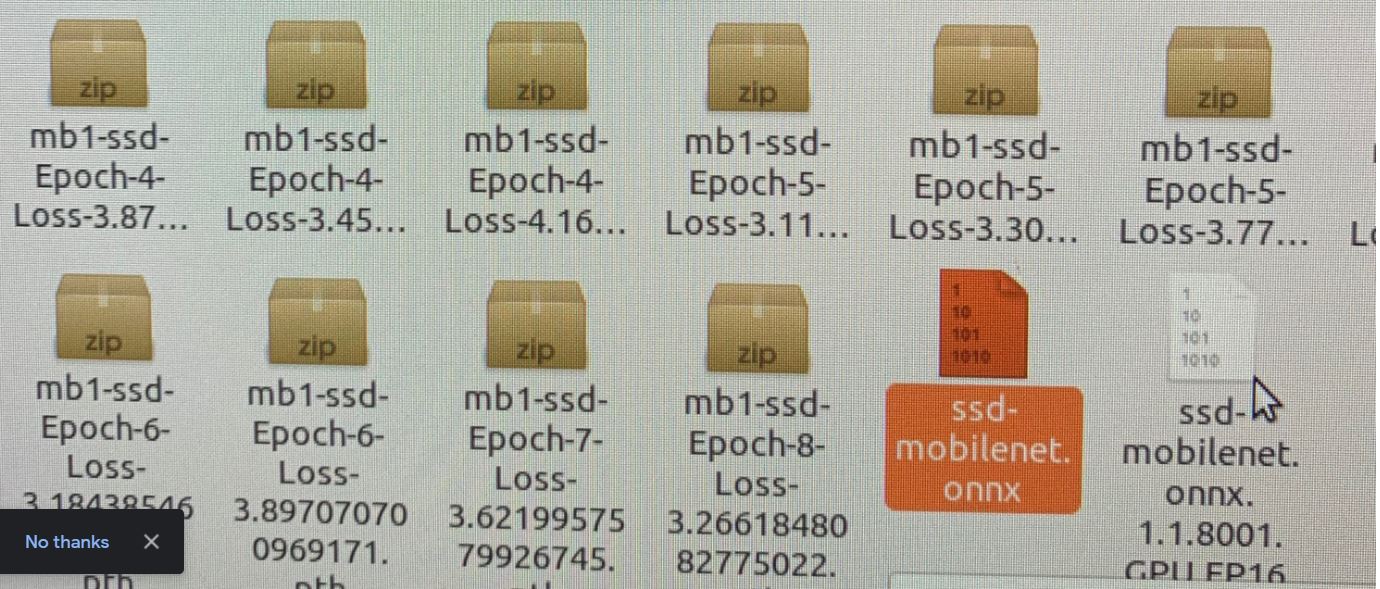 zip
zip
zip
zip
zip
zip
mb1-ssd-
Epoch-4-
Loss-3.87...
mb1-ssd-
Epoch-4-
Loss-3.45...
mb1-ssd-
Epoch-4-
Loss-4.16...
mb1-ssd-
Epoch-5-
Loss-3.11...
mb1-ssd-
Epoch-5-
Loss-3.30...
mb1-ssd-
Epoch-5-
Loss-3.77...
zip
zip
zip
zip
1
10
101
1010
1
10
101
1010
mb1-ssd-
Epoch-6-
Loss-
3.18438546
pth
mb1-ssd-
Epoch-6-
Loss-
3.89707070
0969171.
pth
mb1-ssd-
Epoch-7-
Loss-
3.62199575
79926745.
mb1-ssd-
Epoch-8-
Loss-
3.26618480
82775022.
ssd-
mobilenet.
onnx
ssd-
mobilenet.
onnx.
1.1.8001.
GPU.FP16
No thanks